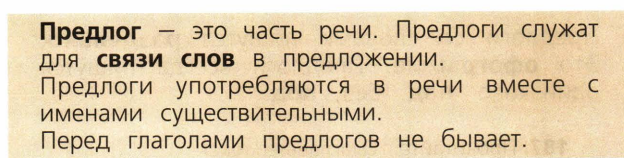 Предлог – это часть речи. Предлоги служат
для связи слов в предложении.
Предлоги употребляются в речи вместе с
именами существительными.
Перед глаголами предлогов не бывает.